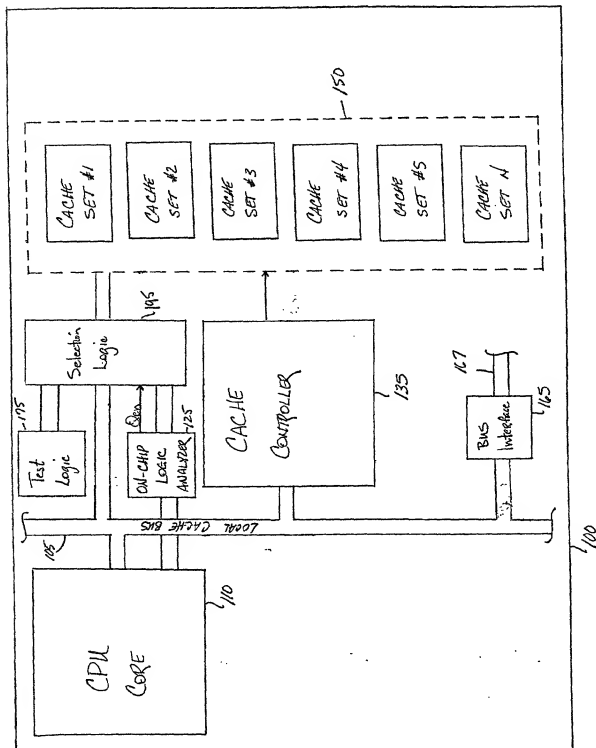 CPU
CORE
110
105
LOCAL CACHE BUS
Test
Logic
175
ON-CHIP
LOGIC
ANALYZER
125
Selection
Logic
195
CACHE
CONTROLLER
135
BUS
Interface
165
167
CACHE
SET #1
CACHE
SET #2
CACHE
SET #3
CACHE
SET #4
CACHE
SET #5
CACHE
SET N
150
100